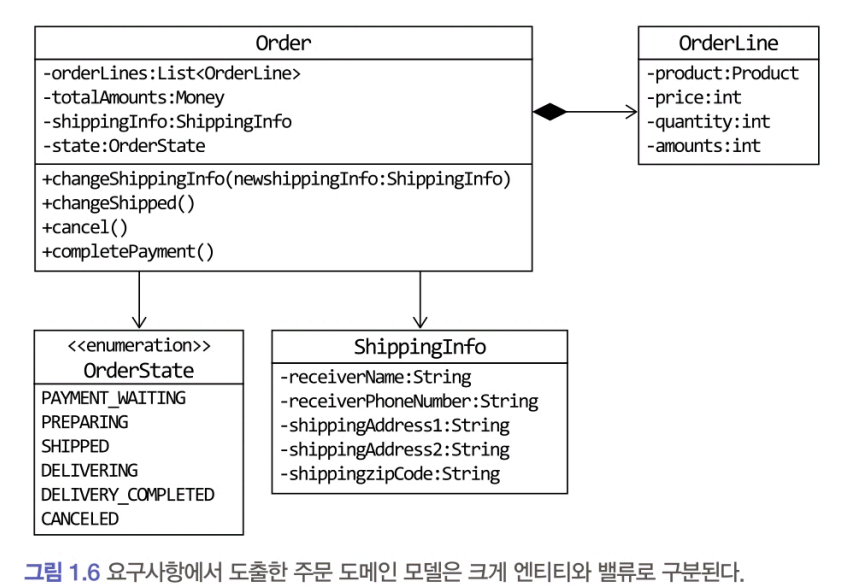 Order
-orderLines:List<OrderLine>
-totalAmounts:Money
-shippingInfo:ShippingInfo
-state:OrderState
+changeShippingInfo(newshippingInfo:ShippingInfo)
+changeShipped()
+cancel()
+completePayment()
OrderLine
-product:Product
-price:int
-quantity:int
-amounts:int
<<enumeration>>
OrderState
PAYMENT_WAITING
PREPARING
SHIPPED
DELIVERING
DELIVERY_COMPLETED
CANCELED
ShippingInfo
-receiverName:String
-receiverPhoneNumber:String
-shippingAddress1:String
-shippingAddress2:String
-shippingzipCode:String
그림 1.6 요구사항에서 도출한 주문 도메인 모델은 크게 엔티티와 밸류로 구분된다.